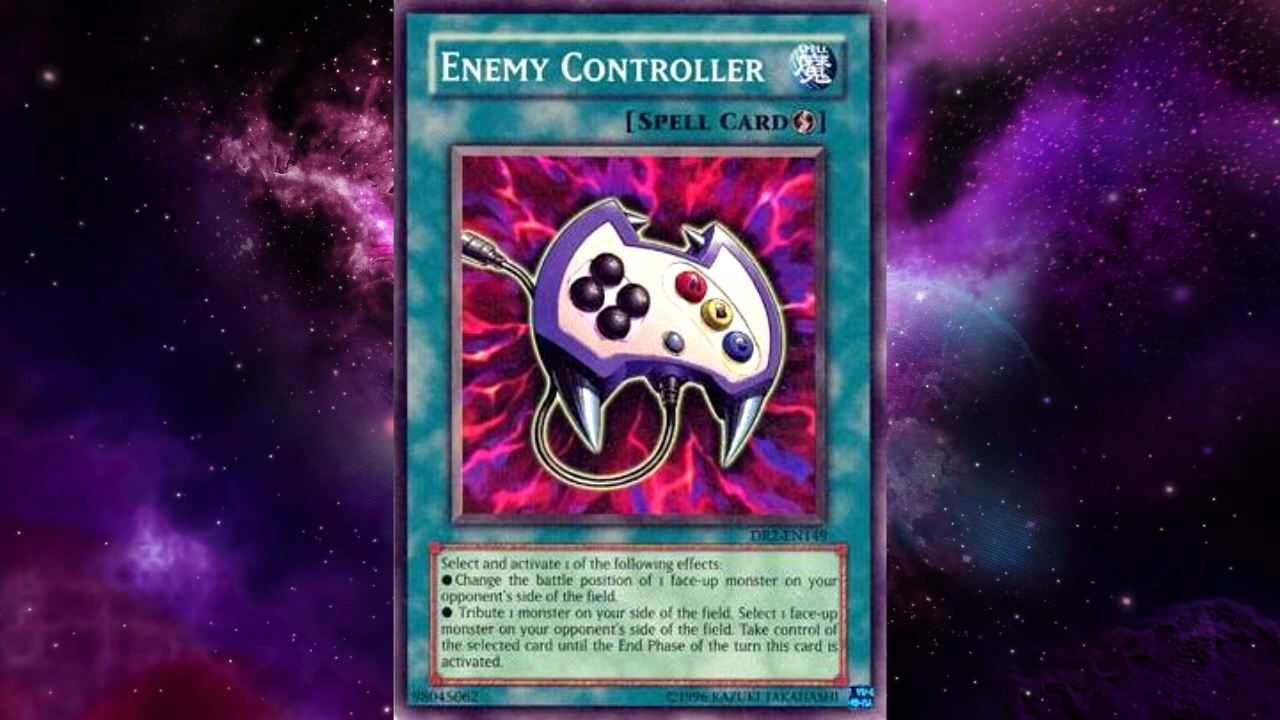 ENEMY CONTROLLER
魔
[SPELL CARD]
DR2-EN149
Select and activate 1 of the following effects:
●Change the battle position of 1 face-up monster on your
opponent's side of the field.
● Tribute 1 monster on your side of the field. Select 1 face-up
monster on your opponent's side of the field. Take control of
the selected card until the End Phase of the turn this card is
activated.
98045062
©1996 KAZUKI TAKAHASHI